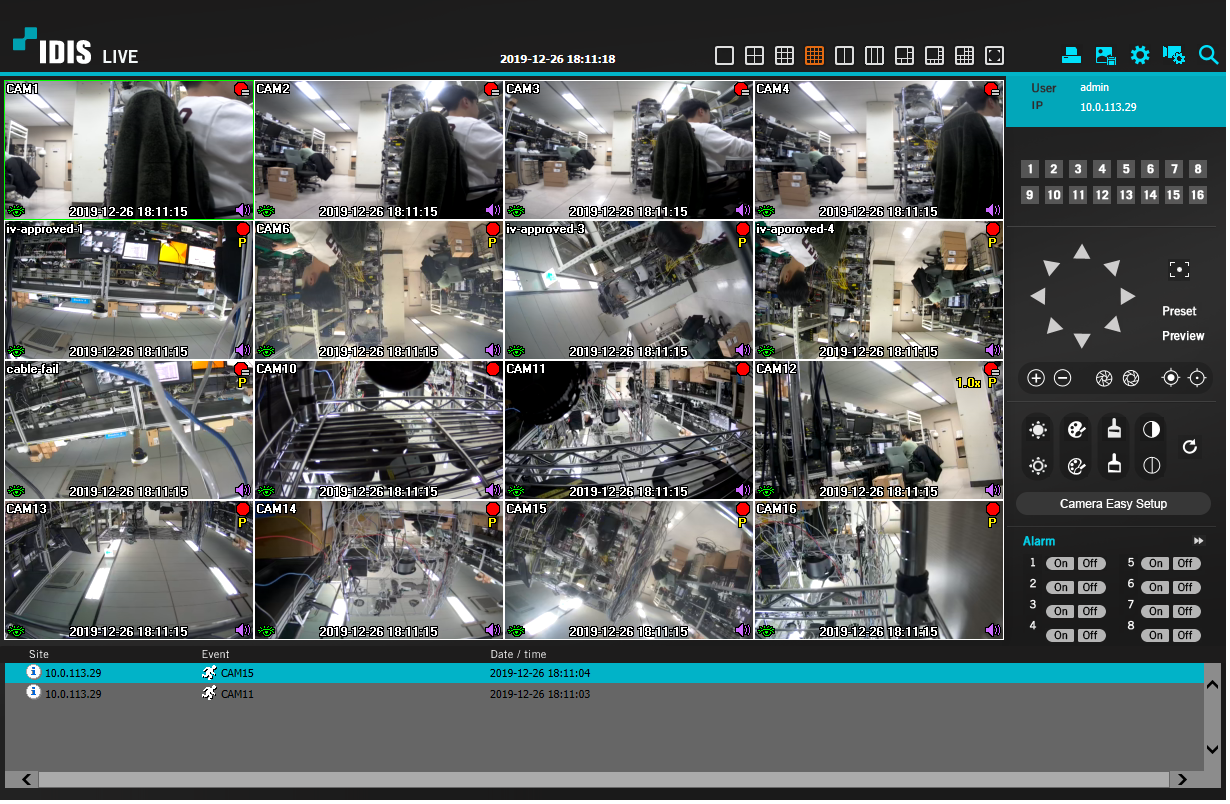 IDIS LIVE
2019-12-26 18:11:18
User admin
IP 10.0.113.29
CAM1
CAM2
CAM3
CAM4
2019-12-26 18:11:15
2019-12-26 18:11:15
2019-12-26 18:11:15
2019-12-26 18:11:15
iv-approved-1
P
CAM6
P
iv-approved-3
P
iv-aporoved-4
P
2019-12-26 18:11:15
2019-12-26 18:11:15
2019-12-26 18:11:15
2019-12-26 18:11:15
cable-fail
P
CAM10
CAM11
CAM12
1.0x P
2019-12-26 18:11:15
2019-12-26 18:11:15
2019-12-26 18:11:15
2019-12-26 18:11:15
CAM13
P
CAM14
P
CAM15
P
CAM16
P
2019-12-26 18:11:15
2019-12-26 18:11:15
2019-12-26 18:11:15
2019-12-26 18:11:15
1 2 3 4 5 6 7 8
9 10 11 12 13 14 15 16
Preset
Preview
Camera Easy Setup
Alarm
1 On Off 5 On Off
2 On Off 6 On Off
3 On Off 7 On Off
4 On Off 8 On Off
Site Event Date / time
10.0.113.29 CAM15 2019-12-26 18:11:04
10.0.113.29 CAM11 2019-12-26 18:11:03